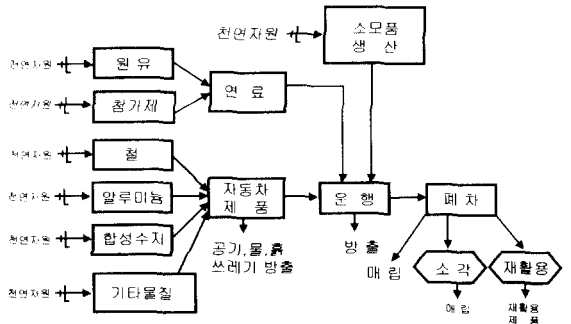 천연자원
소모품
생 산
천연자원
원 유
천연자원
첨가제
연 료
천연자원
철
천연자원
알루미늄
자동차
제 품
운 행
폐 차
천연자원
합성수지
공기,물,흙
쓰레기 방출
방 출
매 립
소 각
재활용
천연자원
기타물질
매 립
재활용
제 품